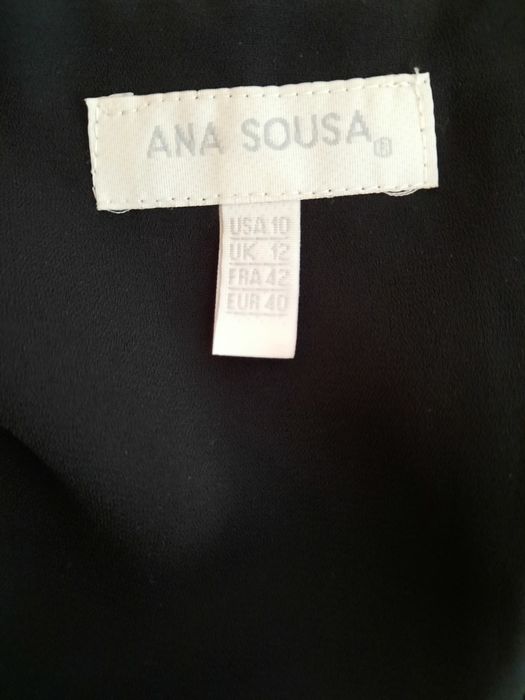 ANA SOUSA®
USA 10
UK 12
FRA 42
EUR 40